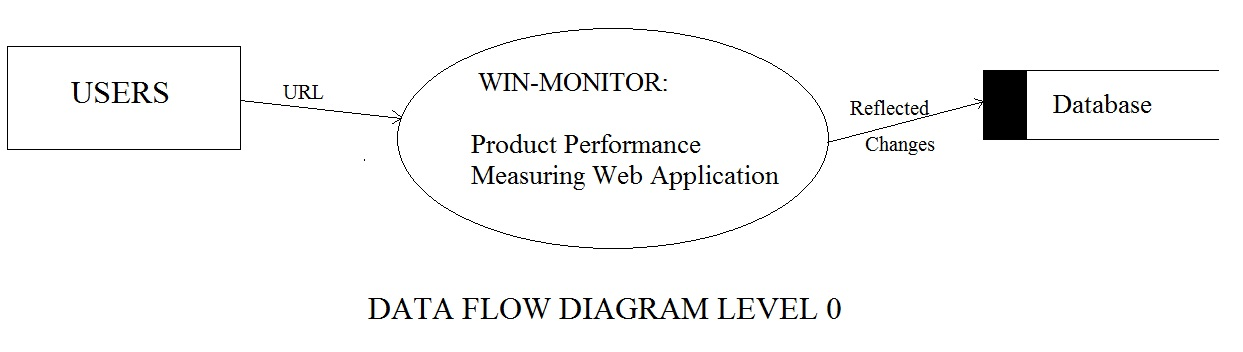 USERS
URL
WIN-MONITOR:
Product Performance
Measuring Web Application
Reflected
Changes
Database
DATA FLOW DIAGRAM LEVEL 0